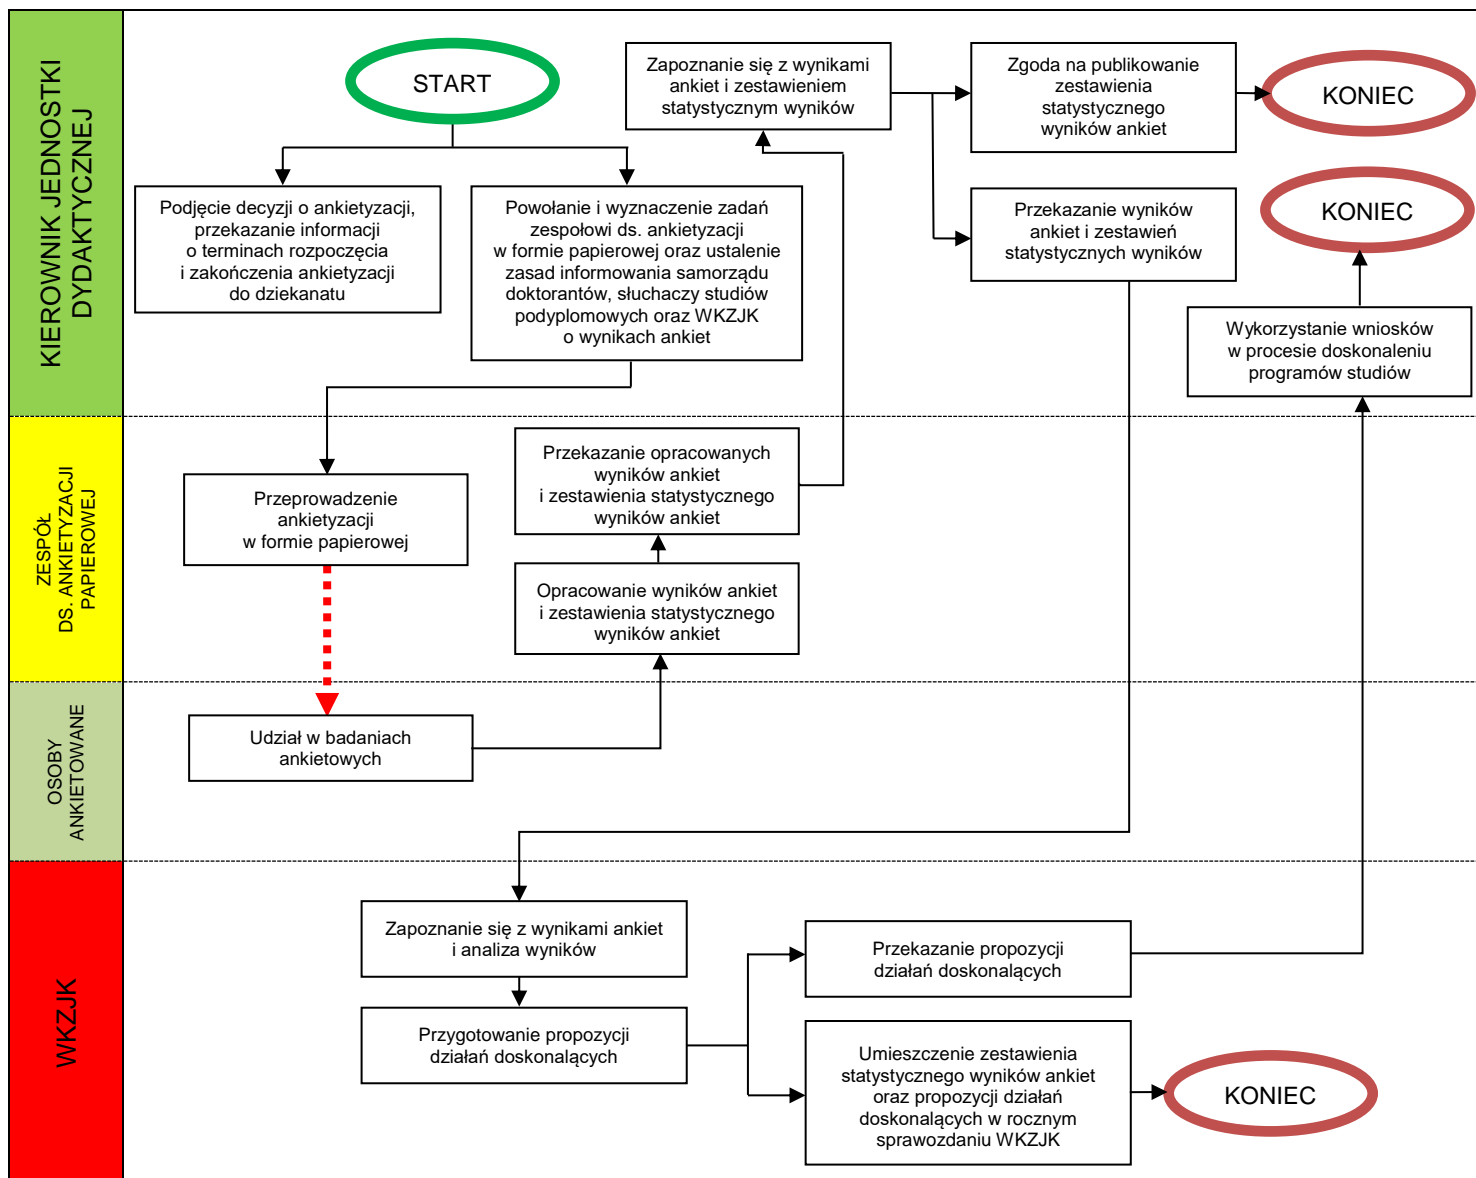 KIEROWNIK JEDNOSTKI
DYDAKTYCZNEJ
START
Zapoznanie się z wynikami
ankiet i zestawieniem
statystycznym wyników
Zgoda na publikowanie
zestawienia
statystycznego
wyników ankiet
KONIEC
Podjęcie decyzji o ankietyzacji,
przekazanie informacji
o terminach rozpoczęcia
i zakończenia ankietyzacji
do dziekanatu
Powołanie i wyznaczenie zadań
zespołowi ds. ankietyzacji
w formie papierowej oraz ustalenie
zasad informowania samorządu
doktorantów, słuchaczy studiów
podyplomowych oraz WKZJK
o wynikach ankiet
Przekazanie wyników
ankiet i zestawień
statystycznych wyników
KONIEC
Wykorzystanie wniosków
w procesie doskonaleniu
programów studiów
ZESPÓŁ
DS. ANKIETYZACJI
PAPIEROWEJ
Przeprowadzenie
ankietyzacji
w formie papierowej
Przekazanie opracowanych
wyników ankiet
i zestawienia statystycznego
wyników ankiet
Opracowanie wyników ankiet
i zestawienia statystycznego
wyników ankiet
OSOBY
ANKIETOWANE
Udział w badaniach
ankietowych
WKZJK
Zapoznanie się z wynikami ankiet
i analiza wyników
Przygotowanie propozycji
działań doskonalących
Przekazanie propozycji
działań doskonalących
Umieszczenie zestawienia
statystycznego wyników ankiet
oraz propozycji działań
doskonalących w rocznym
sprawozdaniu WKZJK
KONIEC